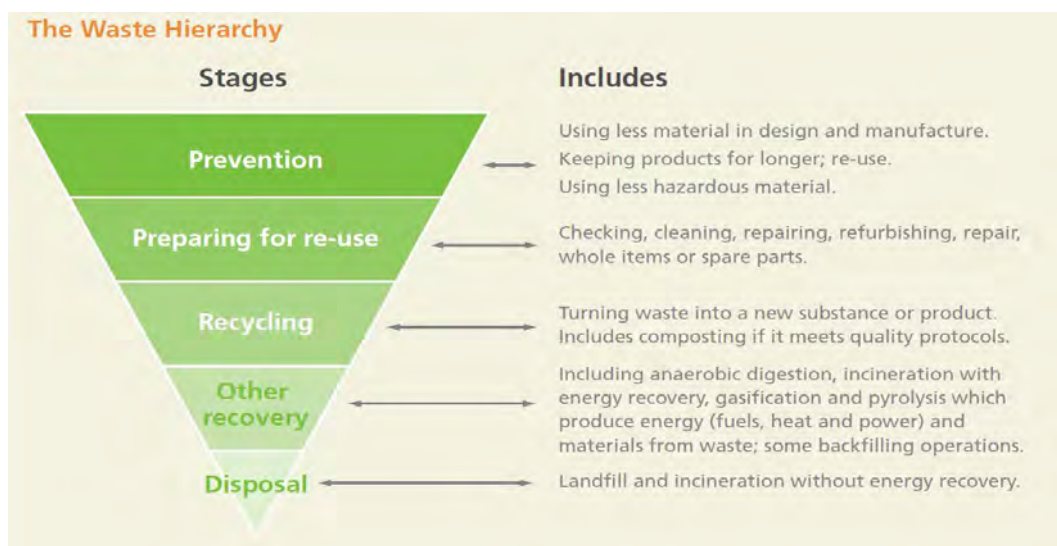 The Waste Hierarchy
Stages
Includes
Prevention
Using less material in design and manufacture.
Keeping products for longer; re-use.
Using less hazardous material.
Preparing for re-use
Checking, cleaning, repairing, refurbishing, repair,
whole items or spare parts.
Recycling
Turning waste into a new substance or product.
Includes composting if it meets quality protocols.
Other
recovery
Including anaerobic digestion, incineration with
energy recovery, gasification and pyrolysis which
produce energy (fuels, heat and power) and
materials from waste; some backfilling operations.
Disposal
Landfill and incineration without energy recovery.